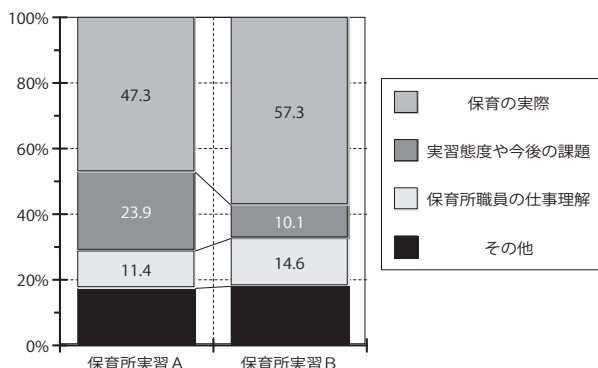 100%
80%
60%
40%
20%
0%
47.3
23.9
11.4
57.3
10.1
14.6
保育所実習A
保育所実習B
保育の実際
実習態度や今後の課題
保育所職員の仕事理解
その他